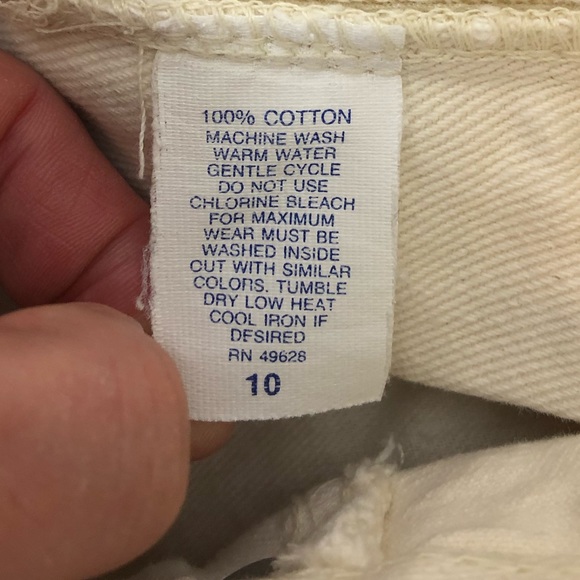 100% COTTON
MACHINE WASH
WARM WATER
GENTLE CYCLE
DO NOT USE
CHLORINE BLEACH
FOR MAXIMUM
WEAR MUST BE
WASHED INSIDE
OUT WITH SIMILAR
COLORS. TUMBLE
DRY LOW HEAT
COOL IRON IF
DESIRED
RN 49628
10